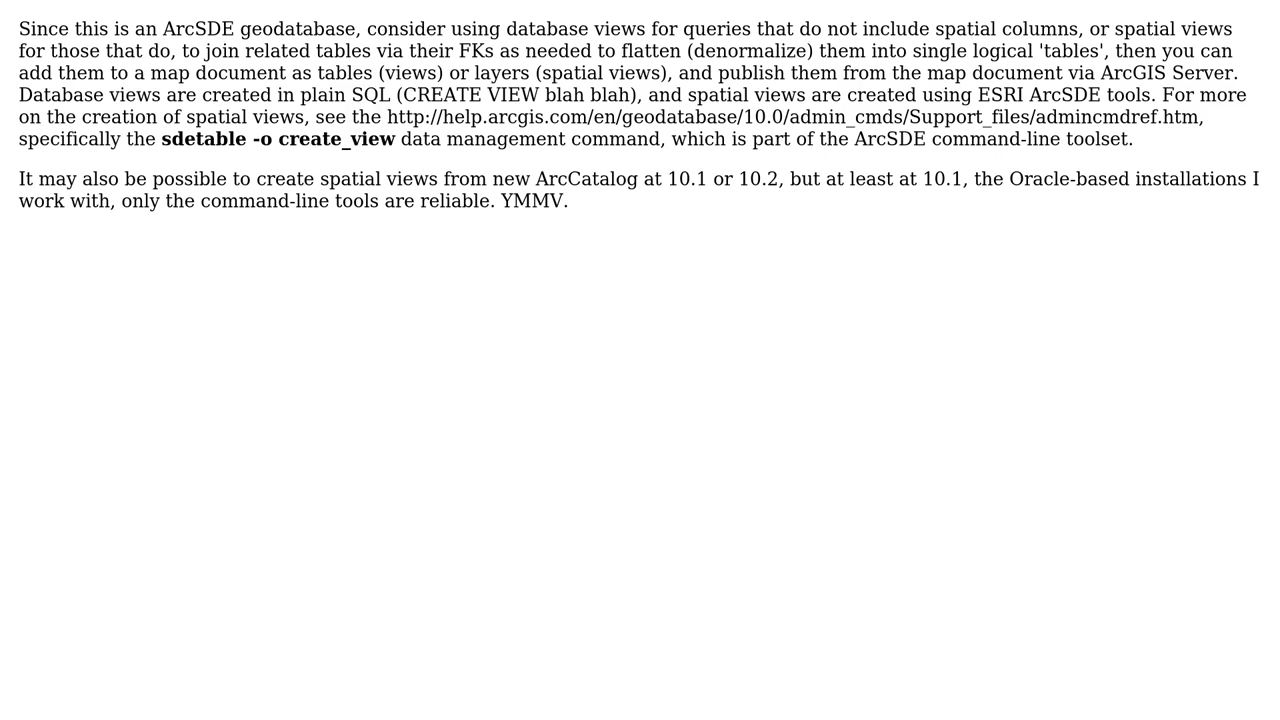 Since this is an ArcSDE geodatabase, consider using database views for queries that do not include spatial columns, or spatial views
for those that do, to join related tables via their FKs as needed to flatten (denormalize) them into single logical 'tables', then you can
add them to a map document as tables (views) or layers (spatial views), and publish them from the map document via ArcGIS Server.
Database views are created in plain SQL (CREATE VIEW blah blah), and spatial views are created using ESRI ArcSDE tools. For more
on the creation of spatial views, see the http://help.arcgis.com/en/geodatabase/10.0/admin_cmds/Support_files/admincmdref.htm,
specifically the sdetable -o create_view data management command, which is part of the ArcSDE command-line toolset.
It may also be possible to create spatial views from new ArcCatalog at 10.1 or 10.2, but at least at 10.1, the Oracle-based installations I
work with, only the command-line tools are reliable. YMMV.